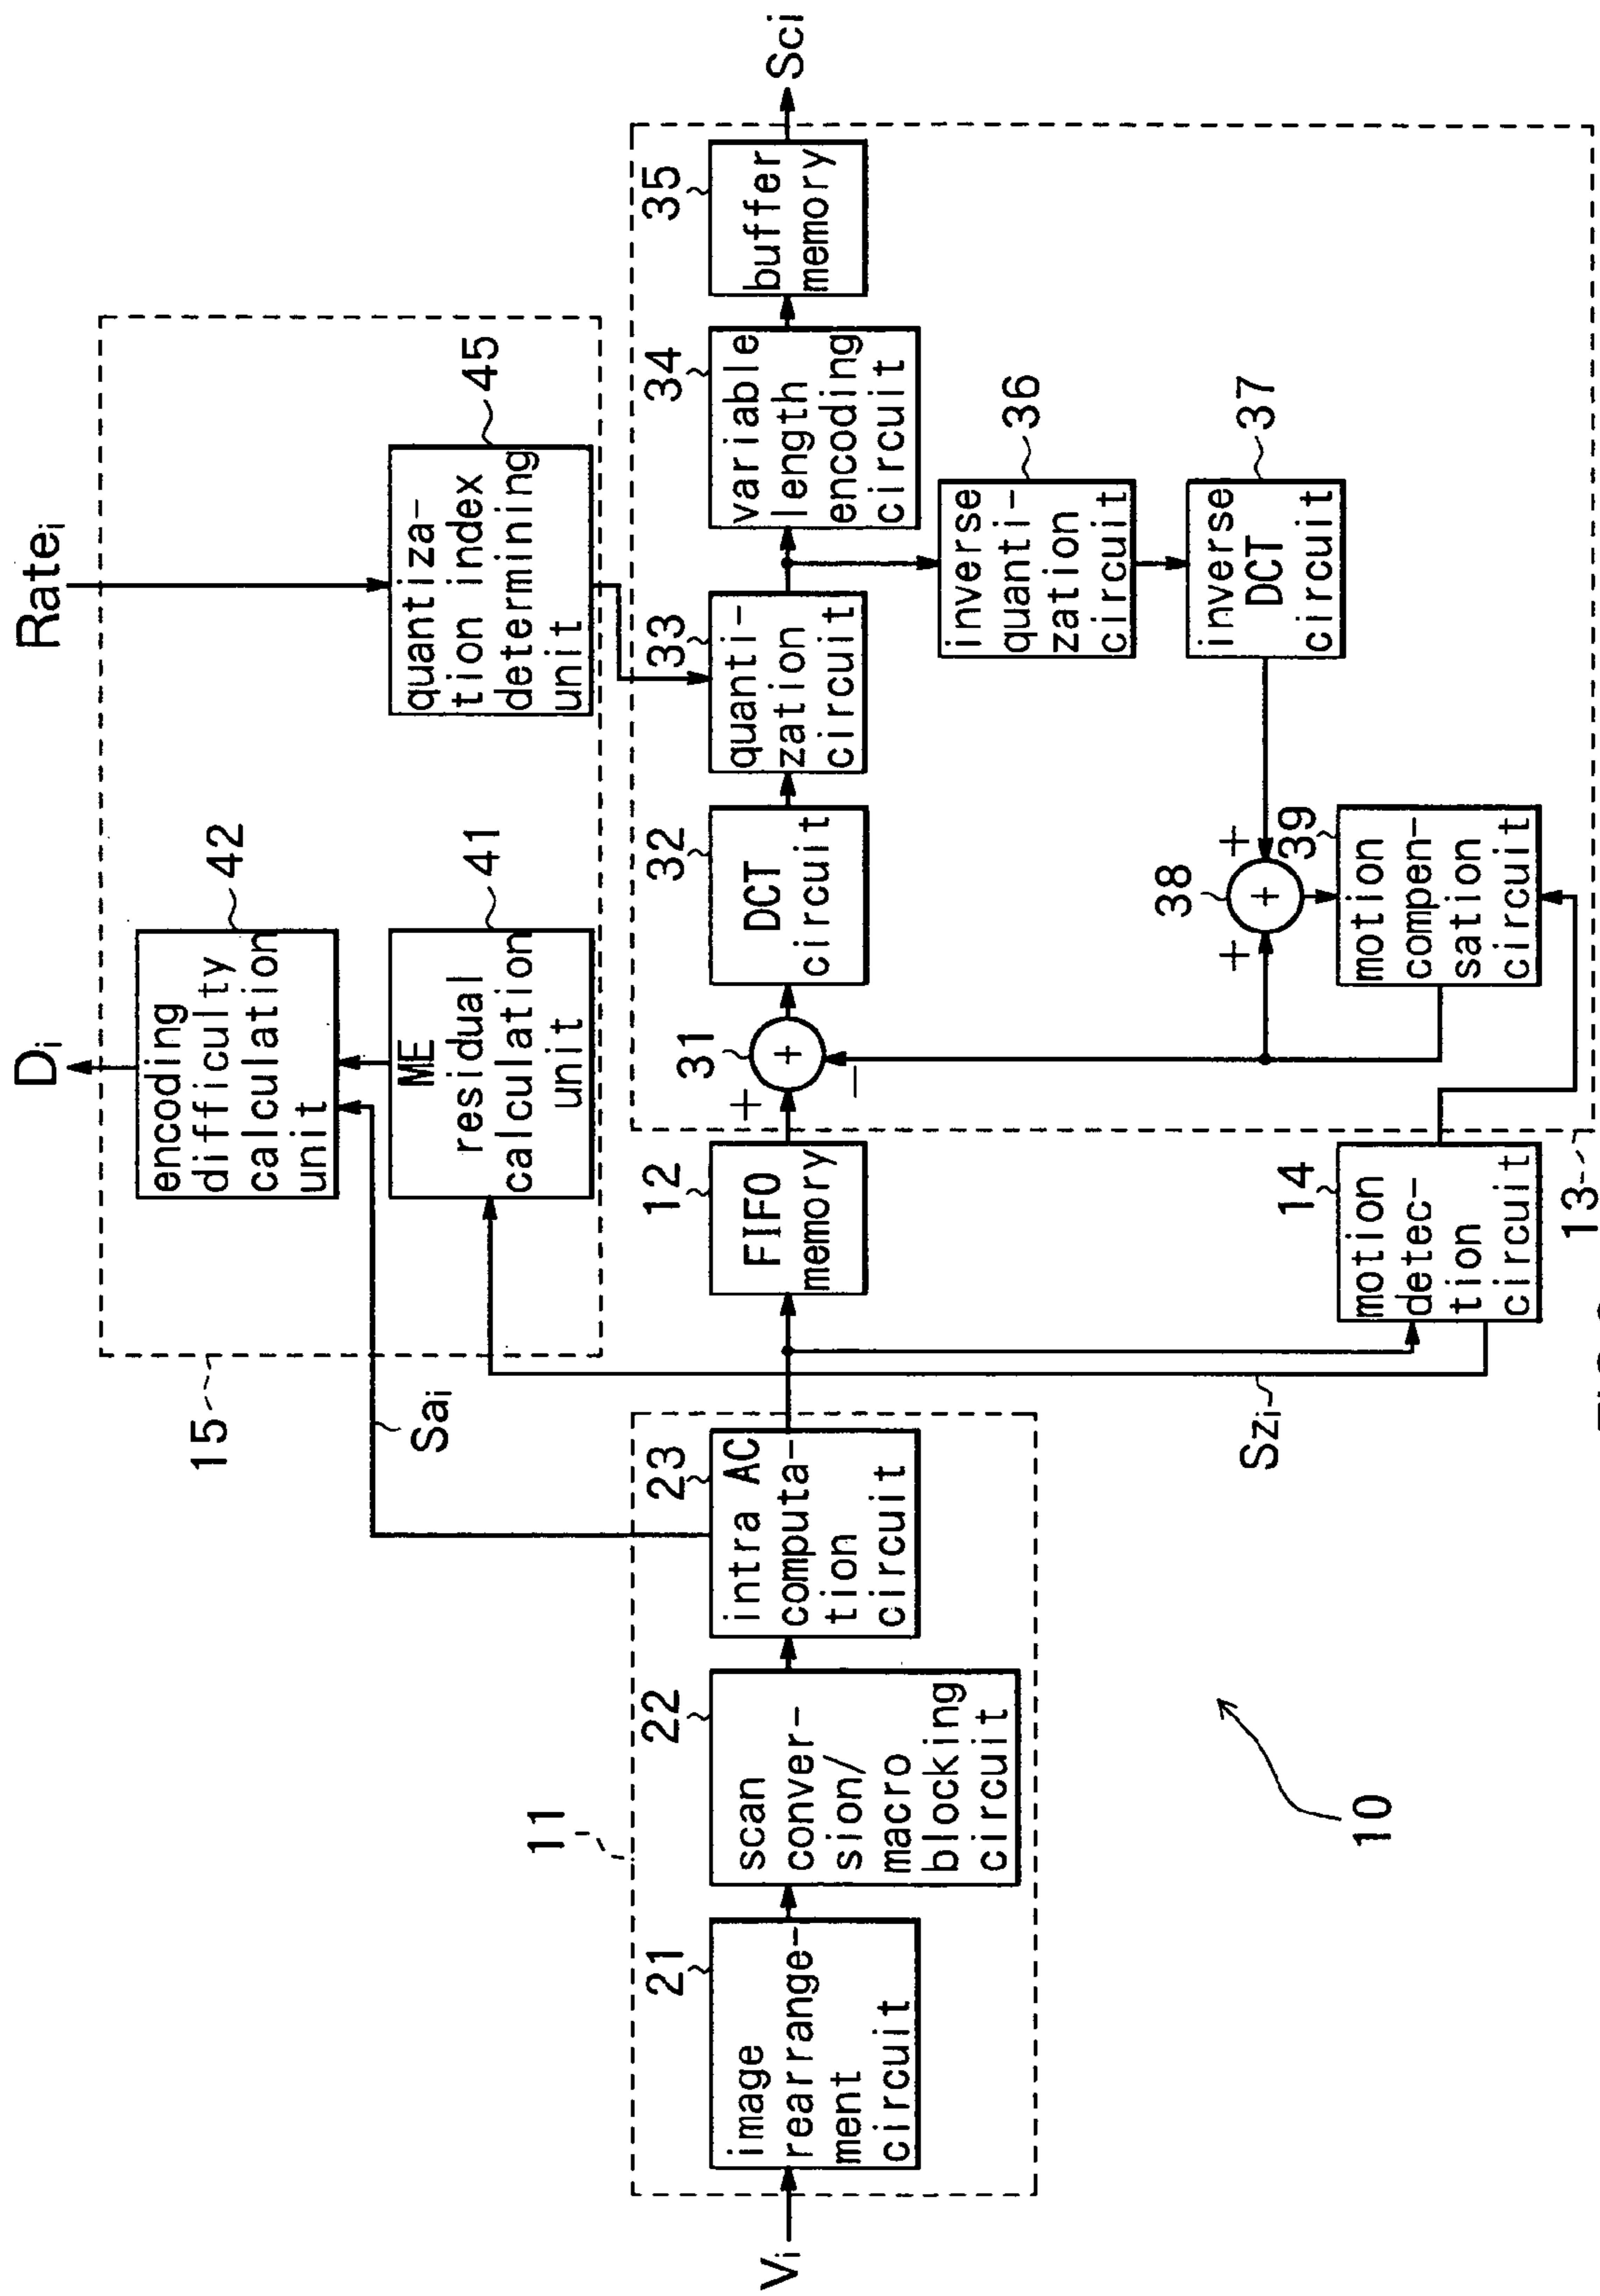 Di
Ratei
encoding
difficulty
calculation
unit
42
ME
residual
calculation
unit
41
quantiza-
tion index
determining
unit
45
15
Sai
11
Vi
image
rearrange-
ment
circuit
21
scan
conver-
sion/
macro
blocking
circuit
22
intra AC
computa-
tion
circuit
23
FIFO
memory
12
31
+
+
−
DCT
circuit
32
quanti-
zation
circuit
33
variable
length
encoding
circuit
34
buffer
memory
35
Sci
inverse
quanti-
zation
circuit
36
inverse
DCT
circuit
37
38
+
+
+
motion
compen-
sation
circuit
39
motion
detec-
tion
circuit
14
Szi
13
10